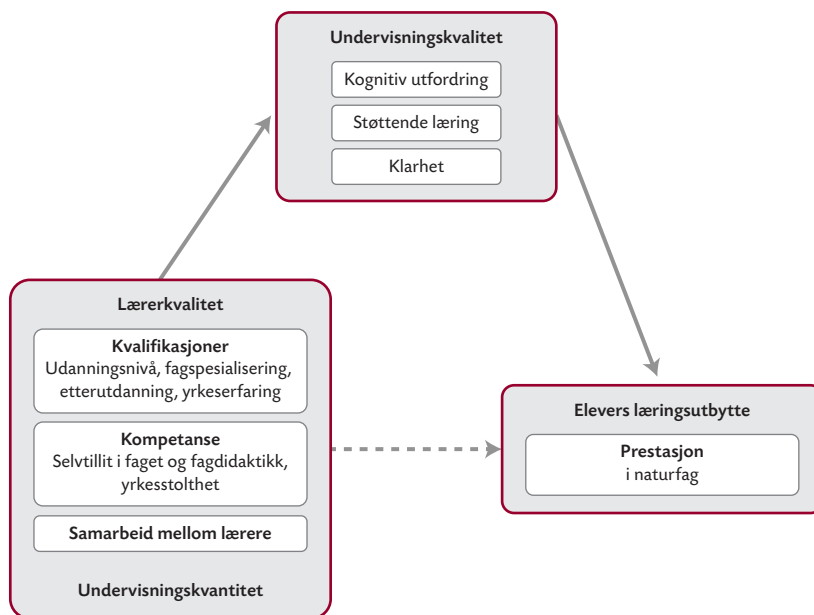 Undervisningskvalitet
Kognitiv utfordring
Støttende læring
Klarhet
Lærerkvalitet
Kvalifikasjoner
Udanningsnivå, fagspesialisering,
etterutdanning, yrkeserfaring
Kompetanse
Selvtillit i faget og fagdidaktikk,
yrkesstolthet
Samarbeid mellom lærere
Undervisningskvantitet
Elevers læringsutbytte
Prestasjon
i naturfag